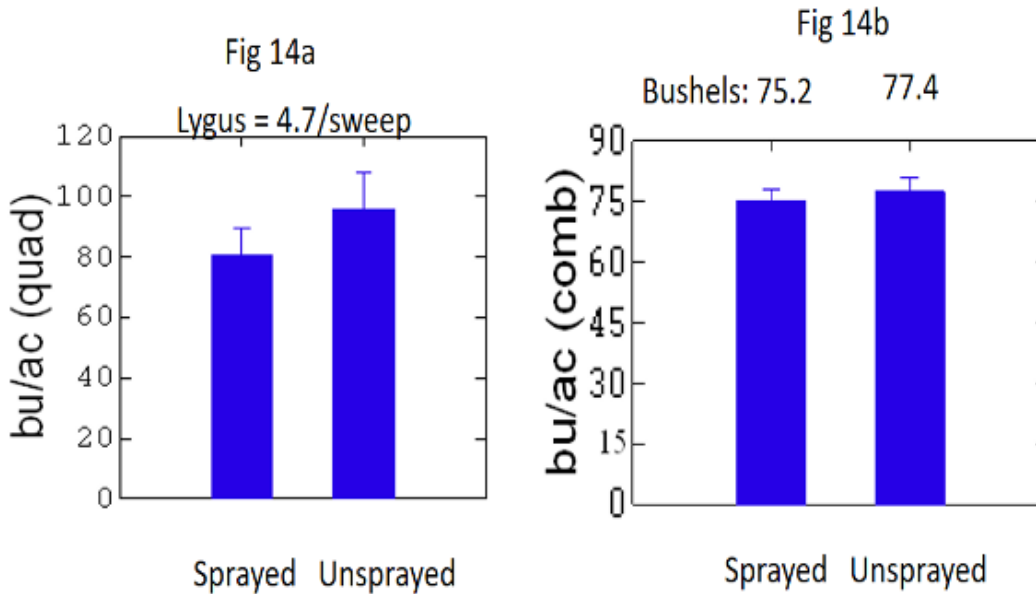 Fig 14a
Lygus = 4.7/sweep
120
100
80
60
40
20
0
bu/ac (quad)
Sprayed Unsprayed
Fig 14b
Bushels: 75.2 77.4
90
75
60
45
30
15
0
bu/ac (comb)
Sprayed Unsprayed